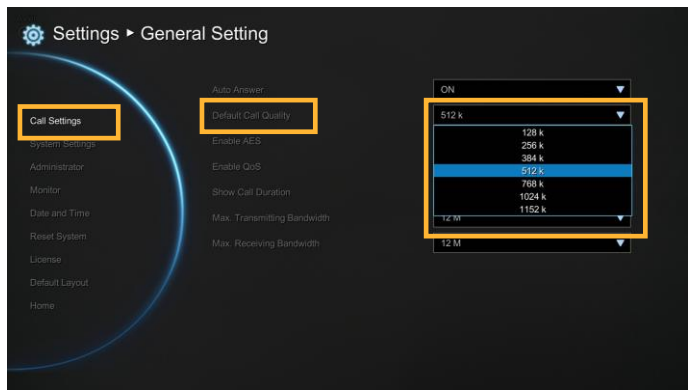 Settings ▸ General Setting
Auto Answer
ON
Call Settings
Default Call Quality
512 k
128 k
256 k
384 k
512 k
768 k
1024 k
1152 k
System Settings
Enable AES
Administrator
Enable QoS
Monitor
Show Call Duration
Date and Time
Max. Transmitting Bandwidth
12 M
Reset System
Max. Receiving Bandwidth
12 M
License
Default Layout
Home